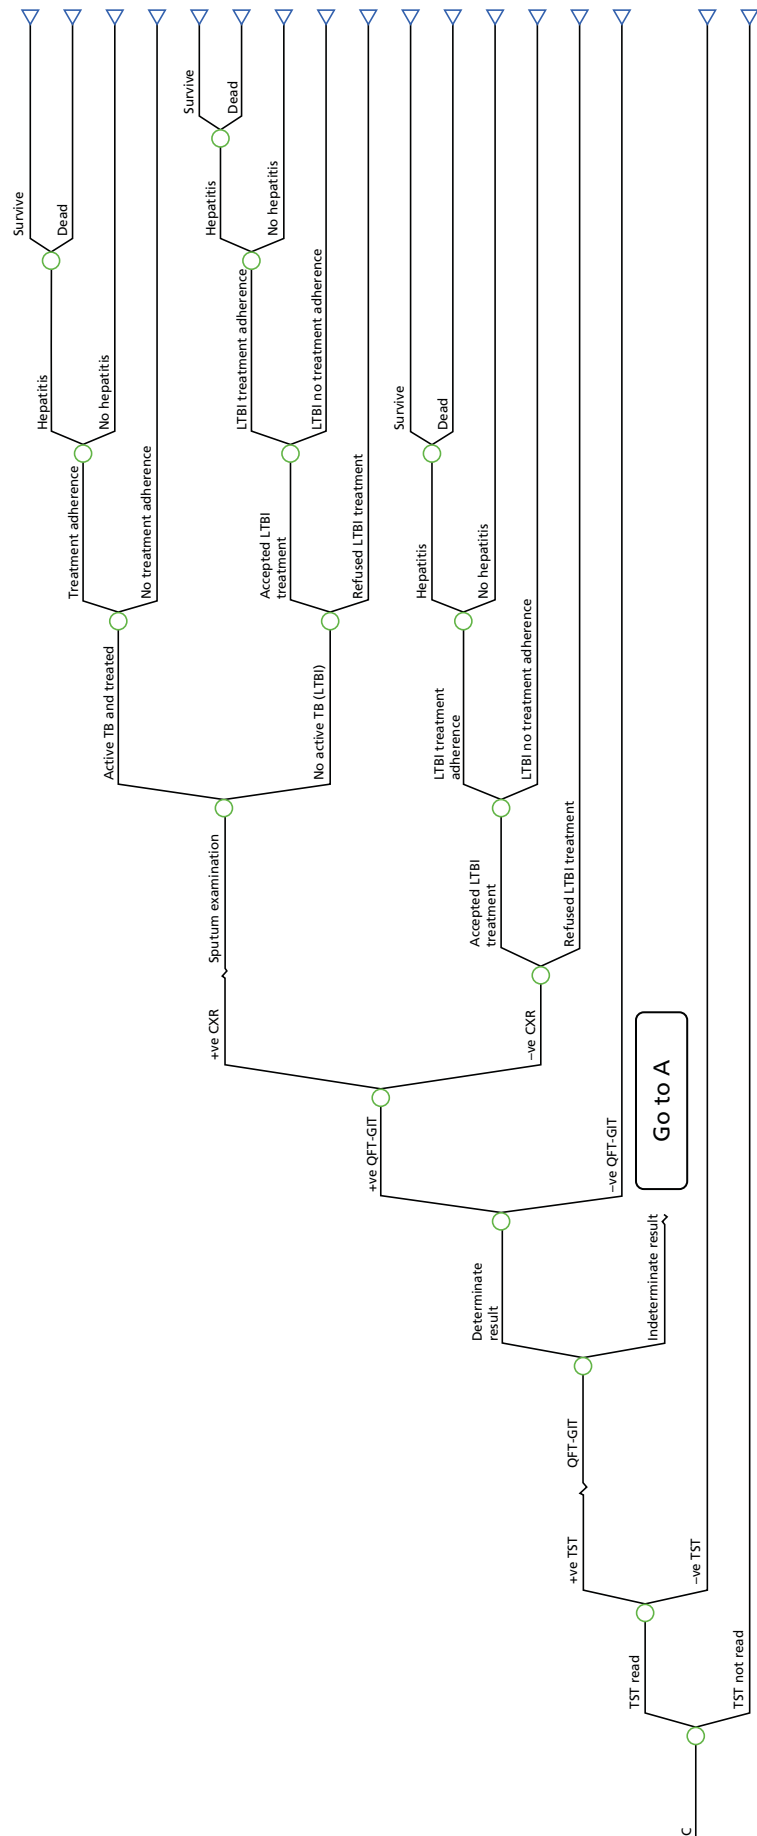 Survive
Hepatitis
Dead
Treatment adherence
No hepatitis
Active TB and treated
No treatment adherence
Survive
Hepatitis
+ve CXR
Sputum examination
Dead
LTBI treatment adherence
Accepted LTBI
treatment
No hepatitis
LTBI no treatment adherence
No active TB (LTBI)
Refused LTBI treatment
+ve QFT-GIT
Survive
Hepatitis
Dead
LTBI treatment
adherence
Accepted LTBI
treatment
Determinate
result
No hepatitis
LTBI no treatment adherence
–ve CXR
Refused LTBI treatment
+ve TST
QFT-GIT
–ve QFT-GIT
TST read
Indeterminate result
Go to A
C
–ve TST
TST not read